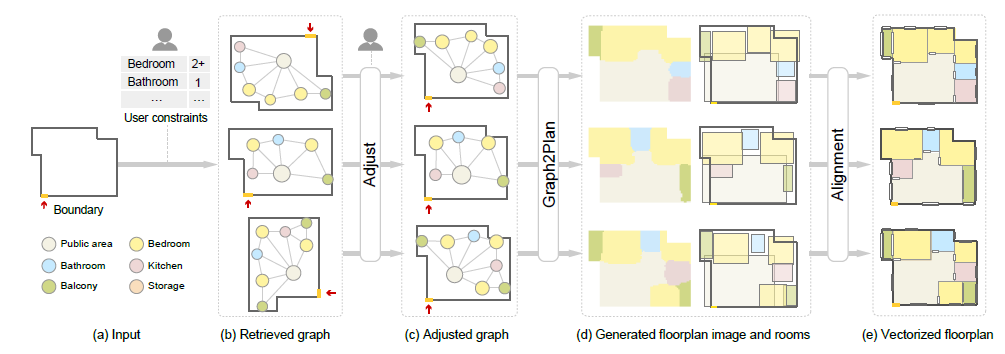 Bedroom 2+
Bathroom 1
... ...
User constraints
Boundary
Public area
Bedroom
Bathroom
Kitchen
Balcony
Storage
Adjust
Graph2Plan
Alignment
(a) Input
(b) Retrieved graph
(c) Adjusted graph
(d) Generated floorplan image and rooms
(e) Vectorized floorplan